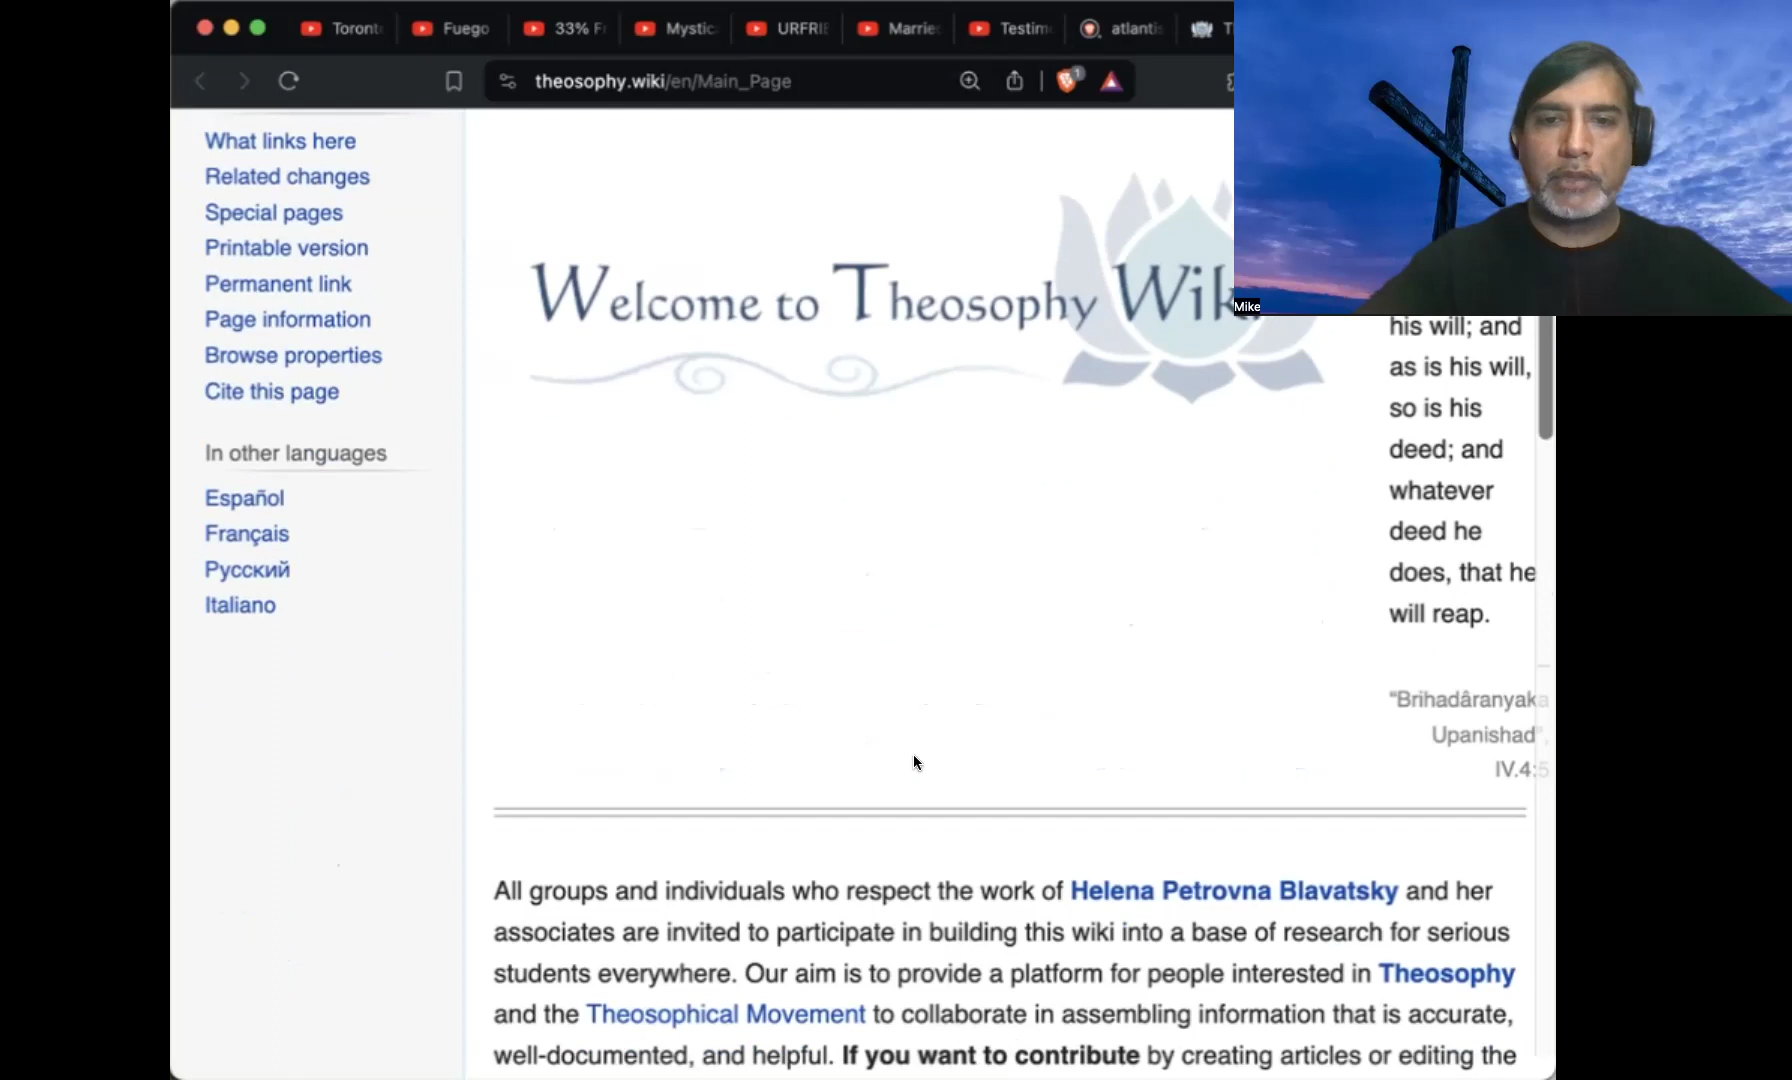 Toront
Fuego
33% F
Mystic
URFRIE
Marrie
Testim
atlanti
theosophy.wiki/en/Main_Page
1
Mike
What links here
Related changes
Special pages
Printable version
Permanent link
Page information
Browse properties
Cite this page
In other languages
Español
Français
Русский
Italiano
Welcome to Theosophy Wiki
his will; and
as is his will,
so is his
deed; and
whatever
deed he
does, that he
will reap.
"Brihadâranyaka
Upanishad",
IV.4:5
All groups and individuals who respect the work of Helena Petrovna Blavatsky and her
associates are invited to participate in building this wiki into a base of research for serious
students everywhere. Our aim is to provide a platform for people interested in Theosophy
and the Theosophical Movement to collaborate in assembling information that is accurate,
well-documented, and helpful. If you want to contribute by creating articles or editing the